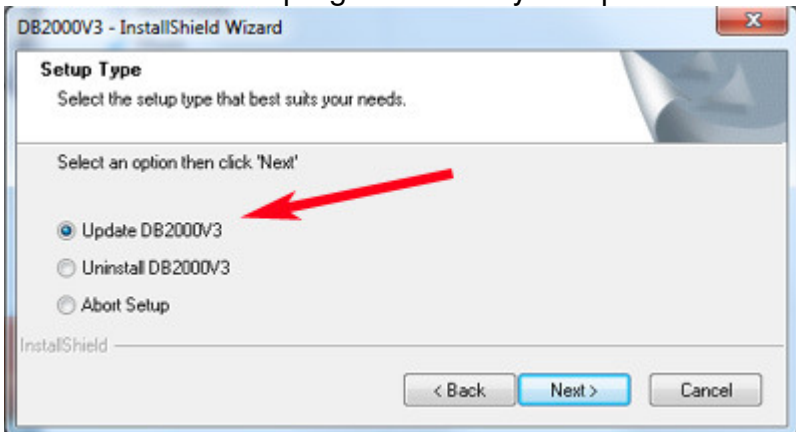 DB2000V3 - InstallShield Wizard
Setup Type
Select the setup type that best suits your needs.
Select an option then click 'Next'
Update DB2000V3
Uninstall DB2000V3
Abort Setup
InstallShield
< Back Next > Cancel